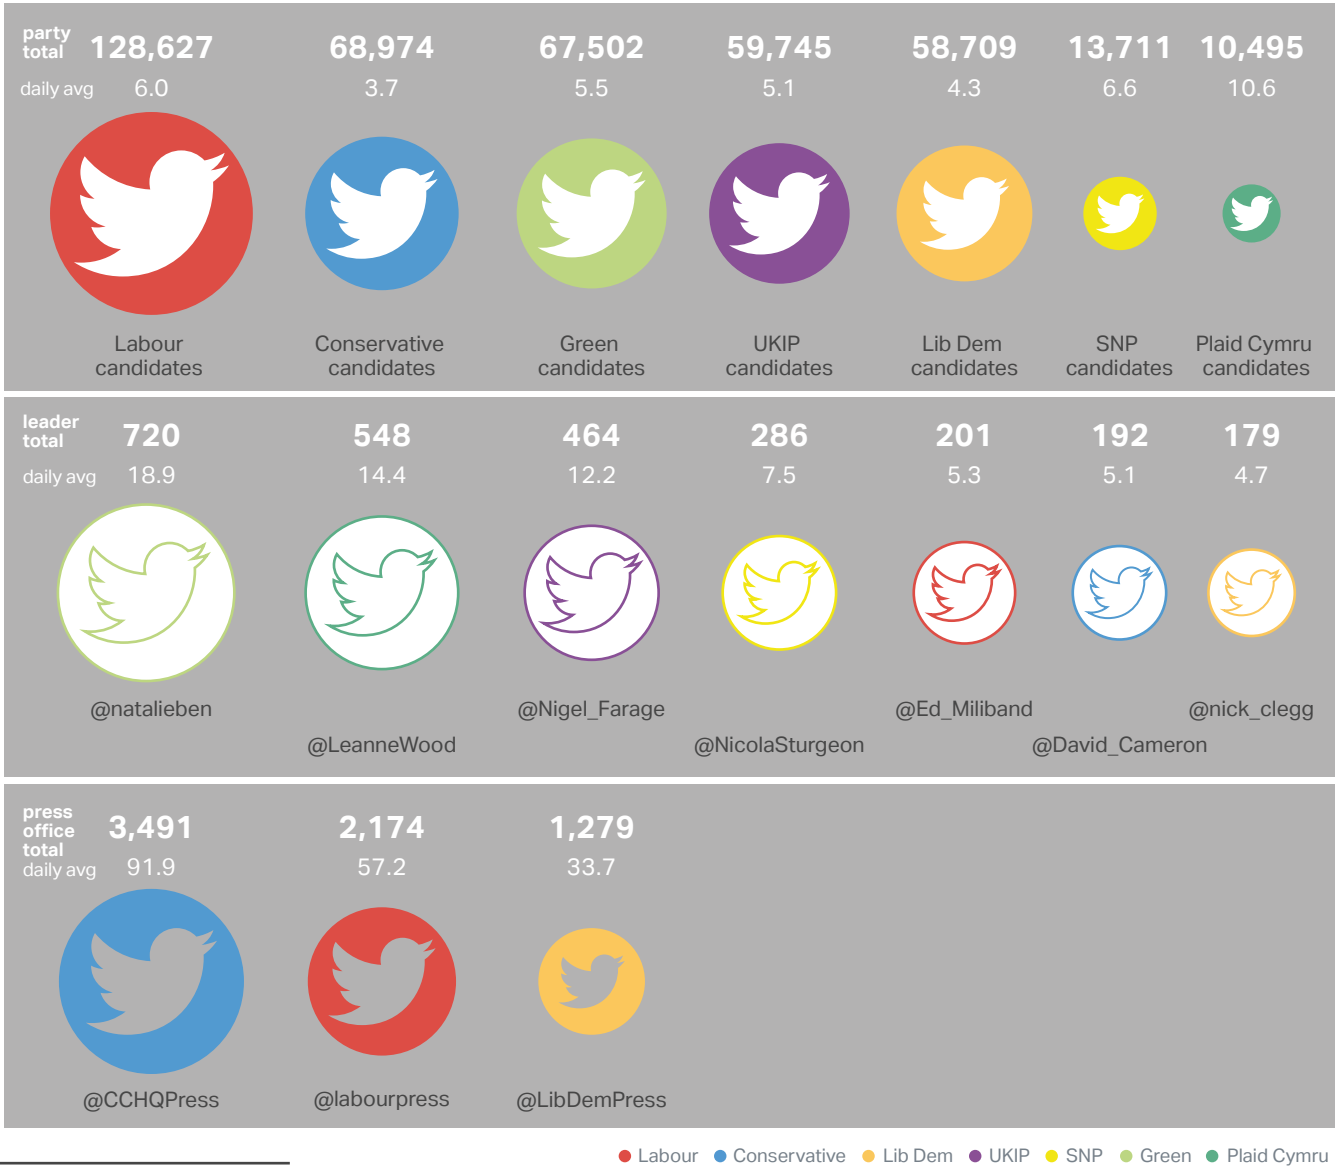 party
total 128,627 68,974 67,502 59,745 58,709 13,711 10,495
daily avg 6.0 3.7 5.5 5.1 4.3 6.6 10.6
Labour Conservative Green UKIP Lib Dem SNP Plaid Cymru
candidates candidates candidates candidates candidates candidates candidates
leader
total 720 548 464 286 201 192 179
daily avg 18.9 14.4 12.2 7.5 5.3 5.1 4.7
@natalieben @Nigel_Farage @Ed_Miliband @nick_clegg
@LeanneWood @NicolaSturgeon @David_Cameron
press
office 3,491 2,174 1,279
total
daily avg 91.9 57.2 33.7
@CCHQPress @labourpress @LibDemPress
Labour Conservative Lib Dem UKIP SNP Green Plaid Cymru